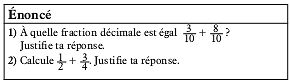 Énoncé
1) À quelle fraction décimale est égal 3/10 + 8/10 ?
Justifie ta réponse.
2) Calcule 1/2 + 3/4. Justifie ta réponse.